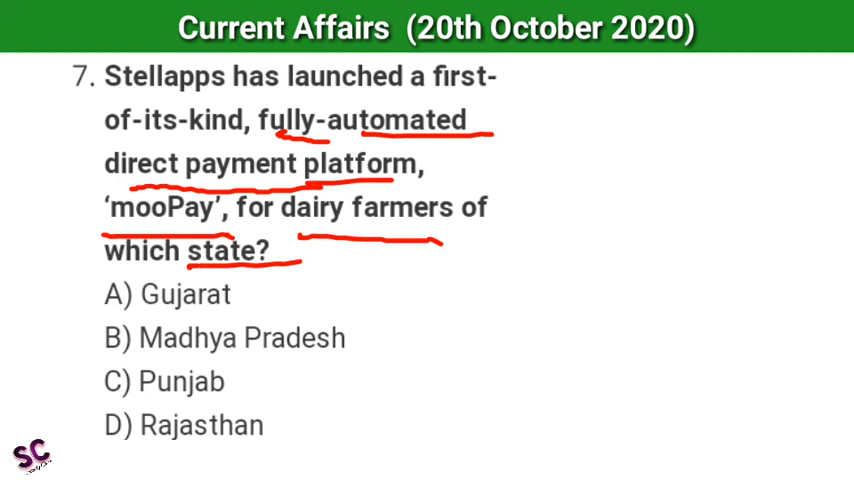 Current Affairs (20th October 2020)
7. Stellapps has launched a first-
of-its-kind, fully-automated
direct payment platform,
‘mooPay’, for dairy farmers of
which state?
A) Gujarat
B) Madhya Pradesh
C) Punjab
D) Rajasthan
SC